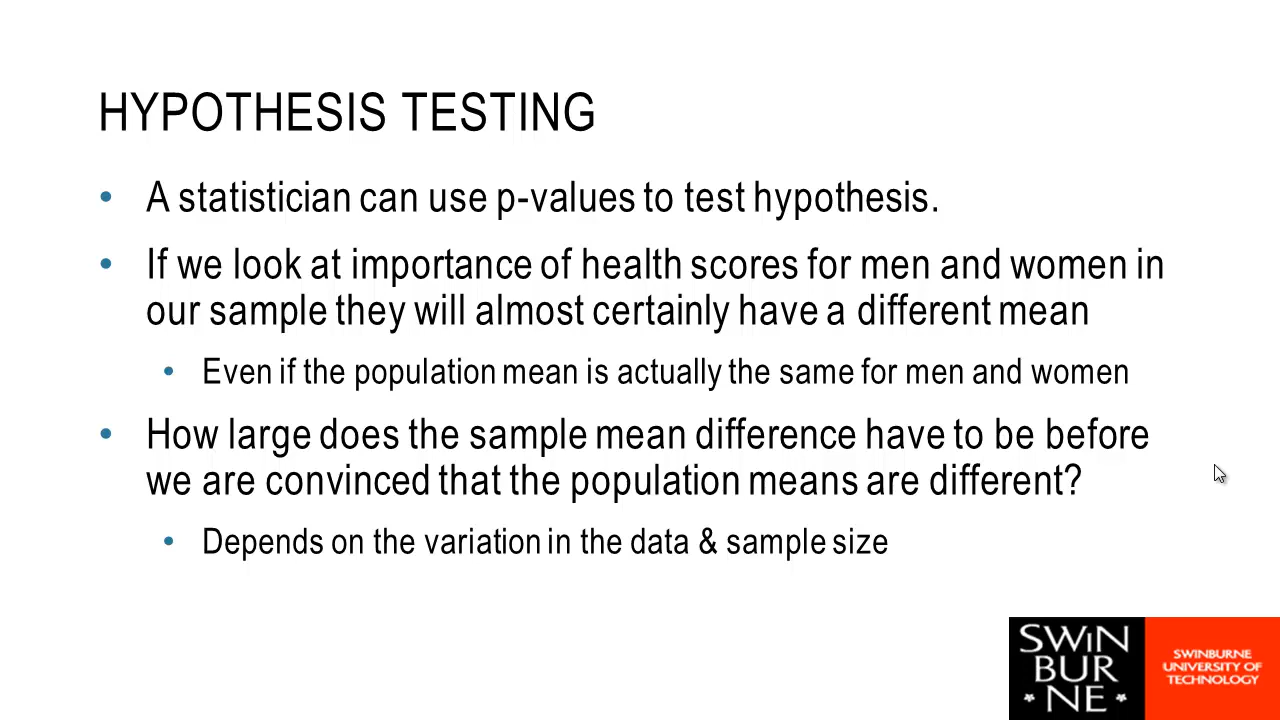 HYPOTHESIS TESTING
• A statistician can use p-values to test hypothesis.
• If we look at importance of health scores for men and women in
our sample they will almost certainly have a different mean
• Even if the population mean is actually the same for men and women
• How large does the sample mean difference have to be before
we are convinced that the population means are different?
• Depends on the variation in the data & sample size
SWIN
BUR
* NE *
SWINBURNE
UNIVERSITY OF
TECHNOLOGY